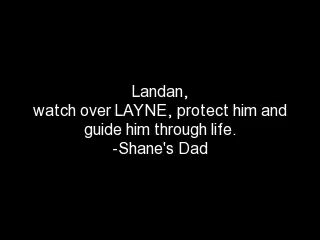 Landan,
watch over LAYNE, protect him and
guide him through life.
-Shane's Dad